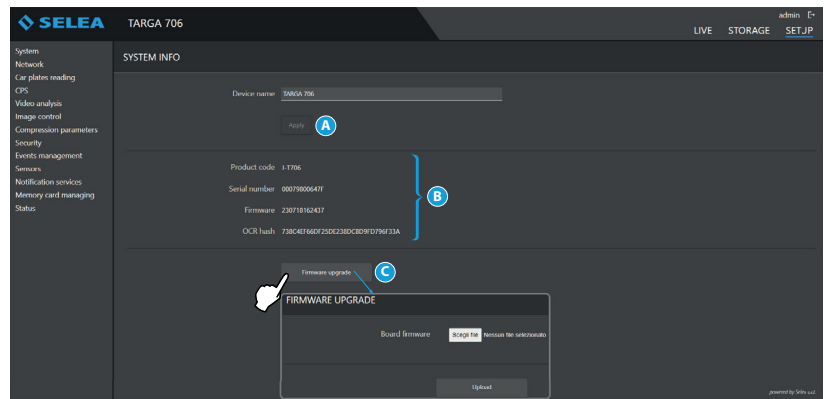 SELEA TARGA 706 admin
LIVE STORAGE SETUP
SYSTEM INFO
System
Network
Car plates reading
CPS
Video analysis
Image control
Compression parameters
Security
Events management
Sensors
Notification services
Memory card managing
Status
Device name TARGA 706
Apply A
Product code J-T706
Serial number 00079800647F
Firmware 230718162437
OCR hash 738C4EF66DF25DE238DC8D9FD796F33A
B
Firmware upgrade C
FIRMWARE UPGRADE
Board firmware Scegli file Nessun file selezionato
Upload
powered by Selea s.r.l.